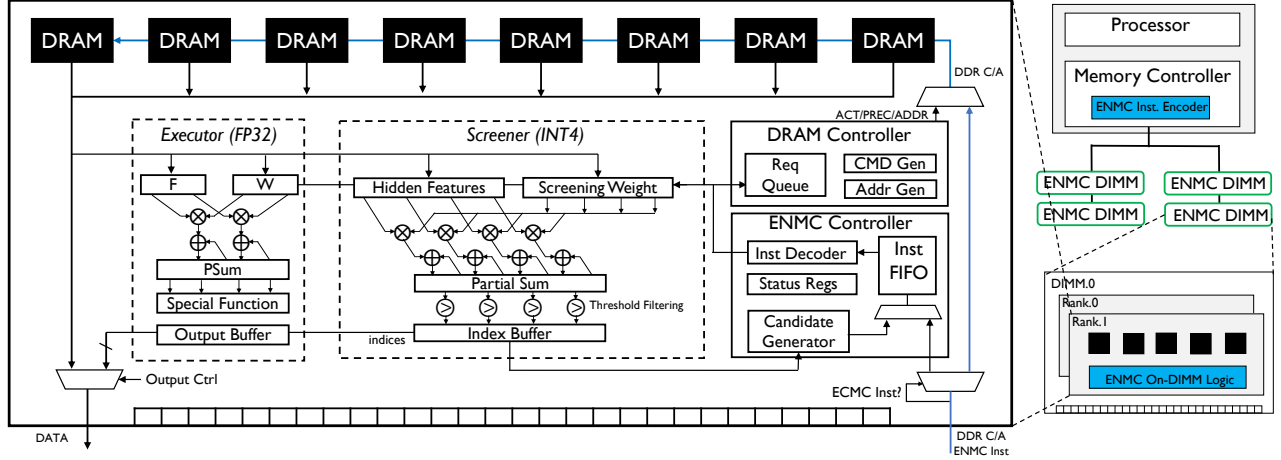 DRAM DRAM DRAM DRAM DRAM DRAM DRAM DRAM
DDR C/A
ACT/PREC/ADDR
Executor (FP32)
F
W
PSum
Special Function
Output Buffer
Screener (INT4)
Hidden Features
Screening Weight
Partial Sum
Threshold Filtering
Index Buffer
indices
DRAM Controller
Req
Queue
CMD Gen
Addr Gen
ENMC Controller
Inst Decoder
Status Regs
Inst
FIFO
Candidate
Generator
Output Ctrl
ECMC Inst?
DATA
DDR C/A
ENMC Inst
Processor
Memory Controller
ENMC Inst. Encoder
ENMC DIMM
ENMC DIMM
ENMC DIMM
ENMC DIMM
DIMM.0
Rank.0
Rank.1
ENMC On-DIMM Logic